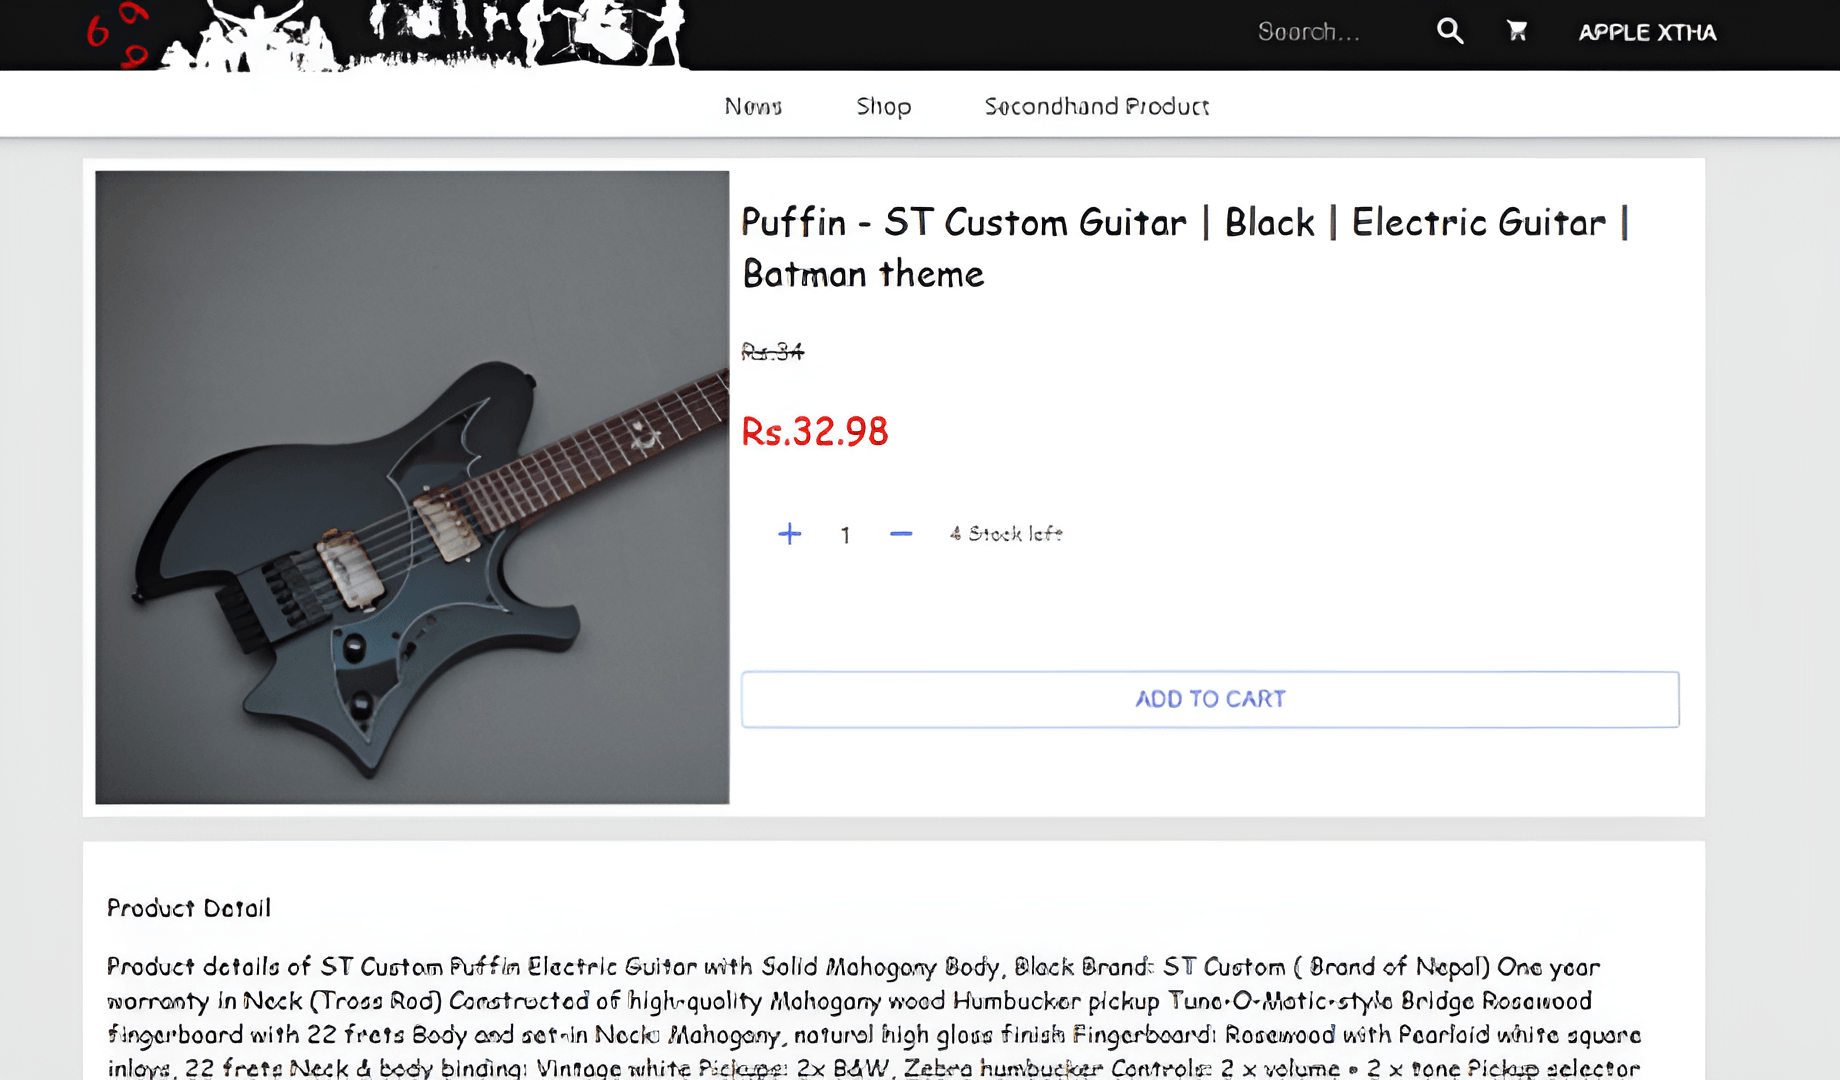 6 9 6
Search...
APPLE XTHA
News Shop Secondhand Product
Puffin - ST Custom Guitar | Black | Electric Guitar |
Batman theme
Rs.34
Rs.32.98
+ 1 − 4 Stock left
ADD TO CART
Product Detail
Product details of ST Custom Puffin Electric Guitar with Solid Mahogany Body, Black Brand: ST Custom ( Brand of Nepal) One year
warranty in Neck (Tross Rod) Constructed of high-quality Mahogany wood Humbucker pickup Tune-O-Matic-style Bridge Rosewood
fingerboard with 22 frets Body and set-in Neck: Mahogany, natural high gloss finish Fingerboard: Rosewood with Pearloid white square
inlays, 22 frets Neck & body binding: Vintage white Pickups: 2x B&W, Zebra humbucker Controls: 2 x volume • 2 x tone Pickup selector